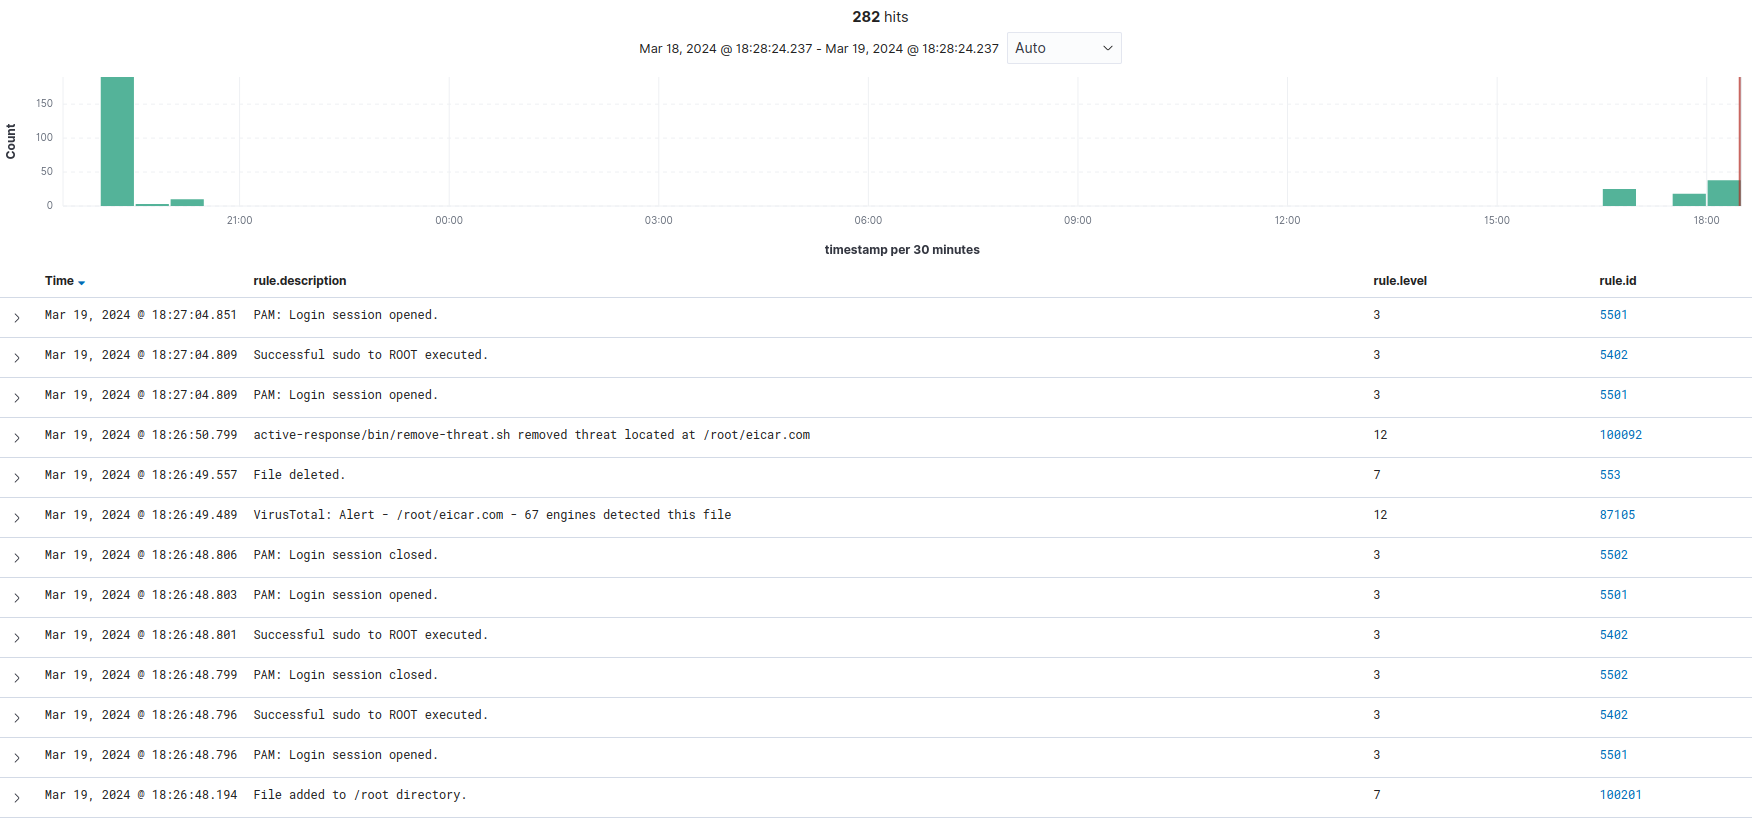 282 hits
Mar 18, 2024 @ 18:28:24.237 - Mar 19, 2024 @ 18:28:24.237 Auto
Count
150
100
50
0
21:00 00:00 03:00 06:00 09:00 12:00 15:00 18:00
timestamp per 30 minutes
Time rule.description rule.level rule.id
Mar 19, 2024 @ 18:27:04.851 PAM: Login session opened. 3 5501
Mar 19, 2024 @ 18:27:04.809 Successful sudo to ROOT executed. 3 5402
Mar 19, 2024 @ 18:27:04.809 PAM: Login session opened. 3 5501
Mar 19, 2024 @ 18:26:50.799 active-response/bin/remove-threat.sh removed threat located at /root/eicar.com 12 100092
Mar 19, 2024 @ 18:26:49.557 File deleted. 7 553
Mar 19, 2024 @ 18:26:49.489 VirusTotal: Alert - /root/eicar.com - 67 engines detected this file 12 87105
Mar 19, 2024 @ 18:26:48.806 PAM: Login session closed. 3 5502
Mar 19, 2024 @ 18:26:48.803 PAM: Login session opened. 3 5501
Mar 19, 2024 @ 18:26:48.801 Successful sudo to ROOT executed. 3 5402
Mar 19, 2024 @ 18:26:48.799 PAM: Login session closed. 3 5502
Mar 19, 2024 @ 18:26:48.796 Successful sudo to ROOT executed. 3 5402
Mar 19, 2024 @ 18:26:48.796 PAM: Login session opened. 3 5501
Mar 19, 2024 @ 18:26:48.194 File added to /root directory. 7 100201